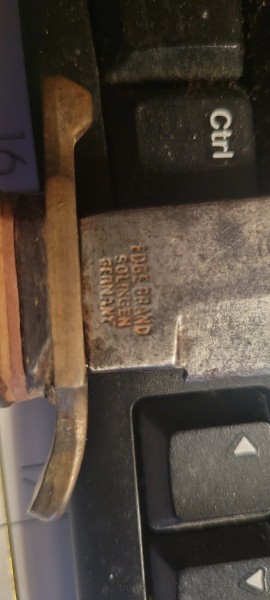 Ctrl
EDGE BRAND
SOLINGEN
GERMANY